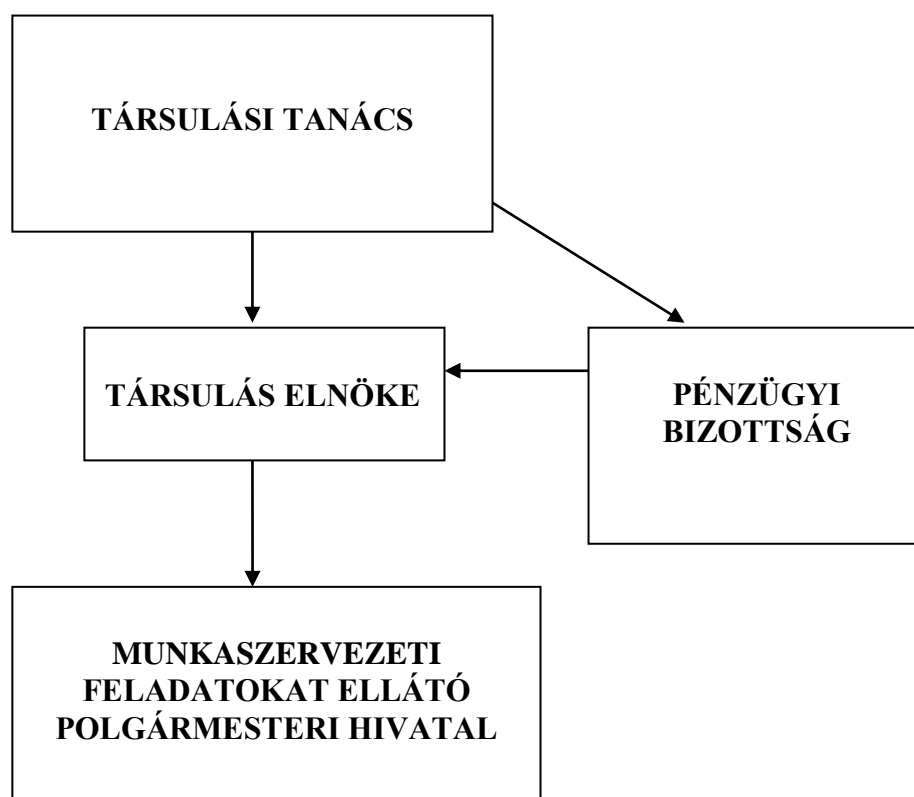 TÁRSULÁSI TANÁCS
TÁRSULÁS ELNÖKE
PÉNZÜGYI
BIZOTTSÁG
MUNKASZERVEZETI
FELADATOKAT ELLÁTÓ
POLGÁRMESTERI HIVATAL